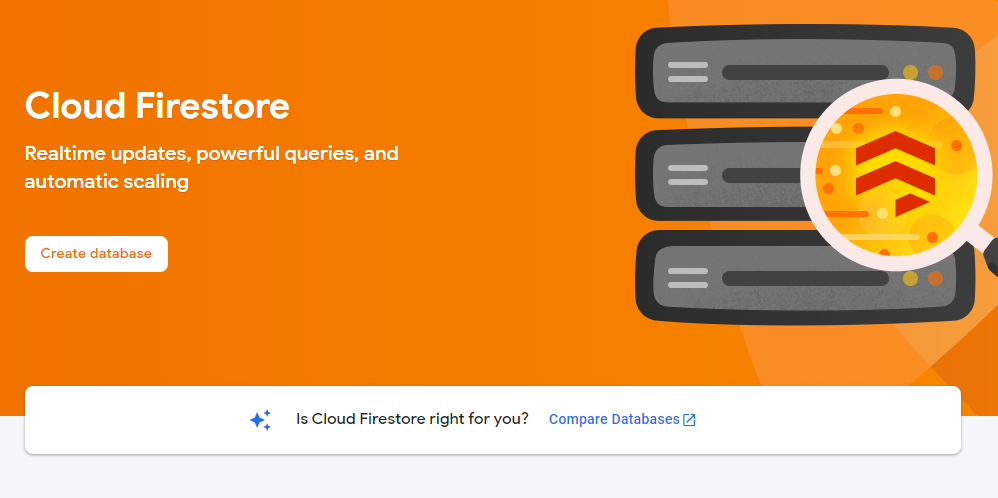 Cloud Firestore
Realtime updates, powerful queries, and
automatic scaling
Create database
Is Cloud Firestore right for you? Compare Databases